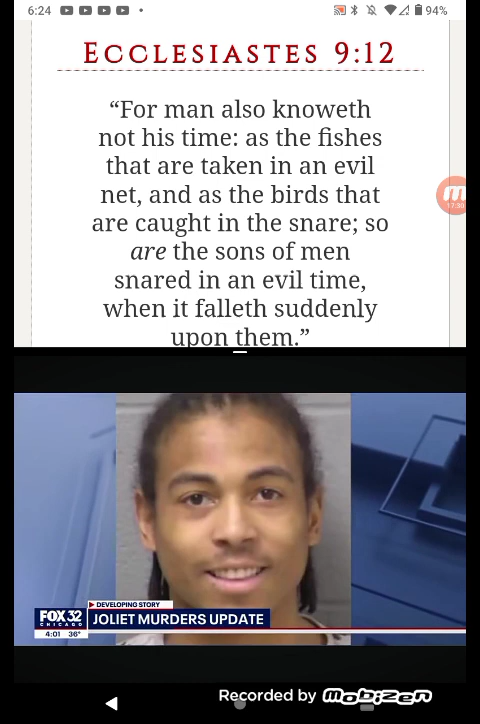 6:24
94%
ECCLESIASTES 9:12
“For man also knoweth
not his time: as the fishes
that are taken in an evil
net, and as the birds that
are caught in the snare; so
are the sons of men
snared in an evil time,
when it falleth suddenly
upon them.”
17:30
DEVELOPING STORY
FOX 32
CHICAGO
JOLIET MURDERS UPDATE
4:01 36°
Recorded by Mobizen